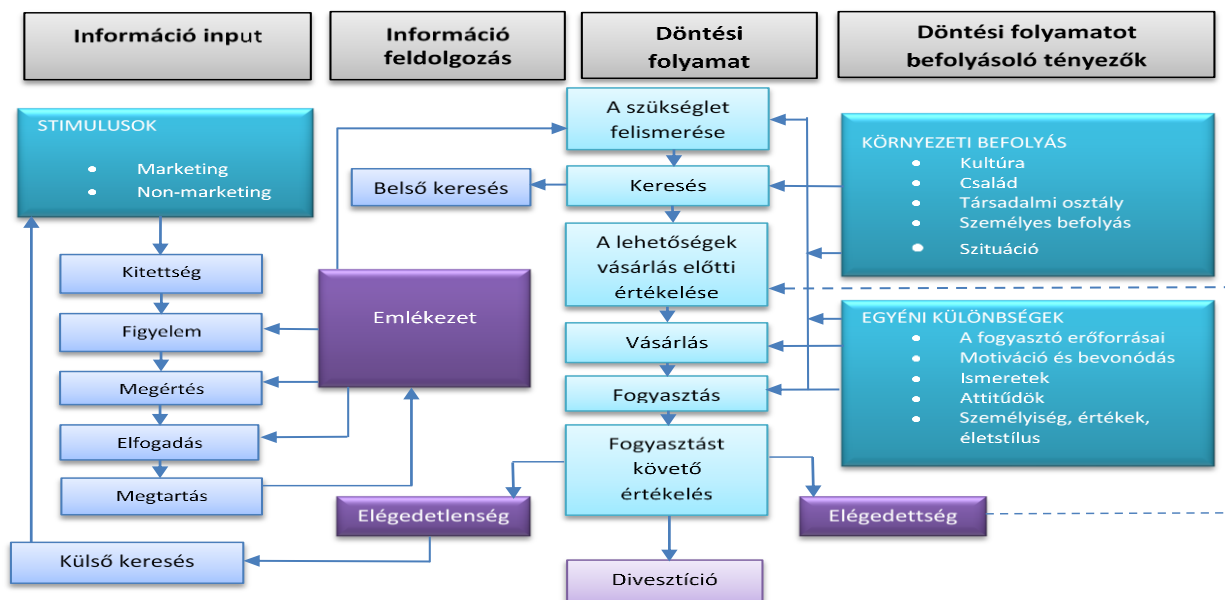 Információ input
Információ
feldolgozás
Döntési
folyamat
Döntési folyamatot
befolyásoló tényezők
STIMULUSOK
• Marketing
• Non-marketing
Kitettség
Figyelem
Megértés
Elfogadás
Megtartás
Külső keresés
Belső keresés
Emlékezet
Elégedetlenség
A szükséglet
felismerése
Keresés
A lehetőségek
vásárlás előtti
értékelése
Vásárlás
Fogyasztás
Fogyasztást
követő
értékelés
Divesztíció
KÖRNYEZETI BEFOLYÁS
• Kultúra
• Család
• Társadalmi osztály
• Személyes befolyás
• Szituáció
EGYÉNI KÜLÖNBSÉGEK
• A fogyasztó erőforrásai
• Motiváció és bevonódás
• Ismeretek
• Attitűdök
• Személyiség, értékek,
életstílus
Elégedettség